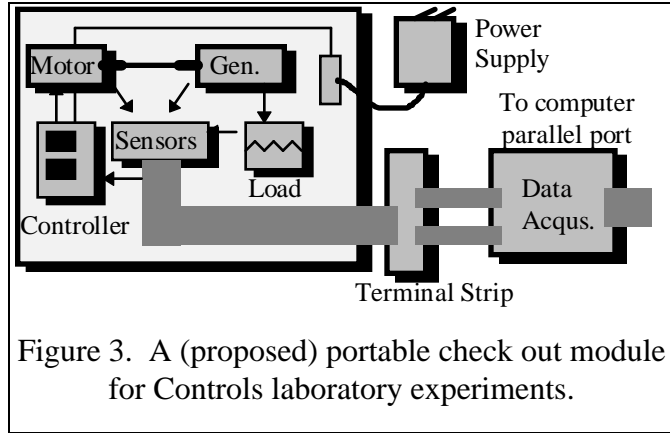 Power
Supply
Motor
Gen.
To computer
parallel port
Sensors
Data
Acqus.
Load
Controller
Terminal Strip
Figure 3. A (proposed) portable check out module
for Controls laboratory experiments.